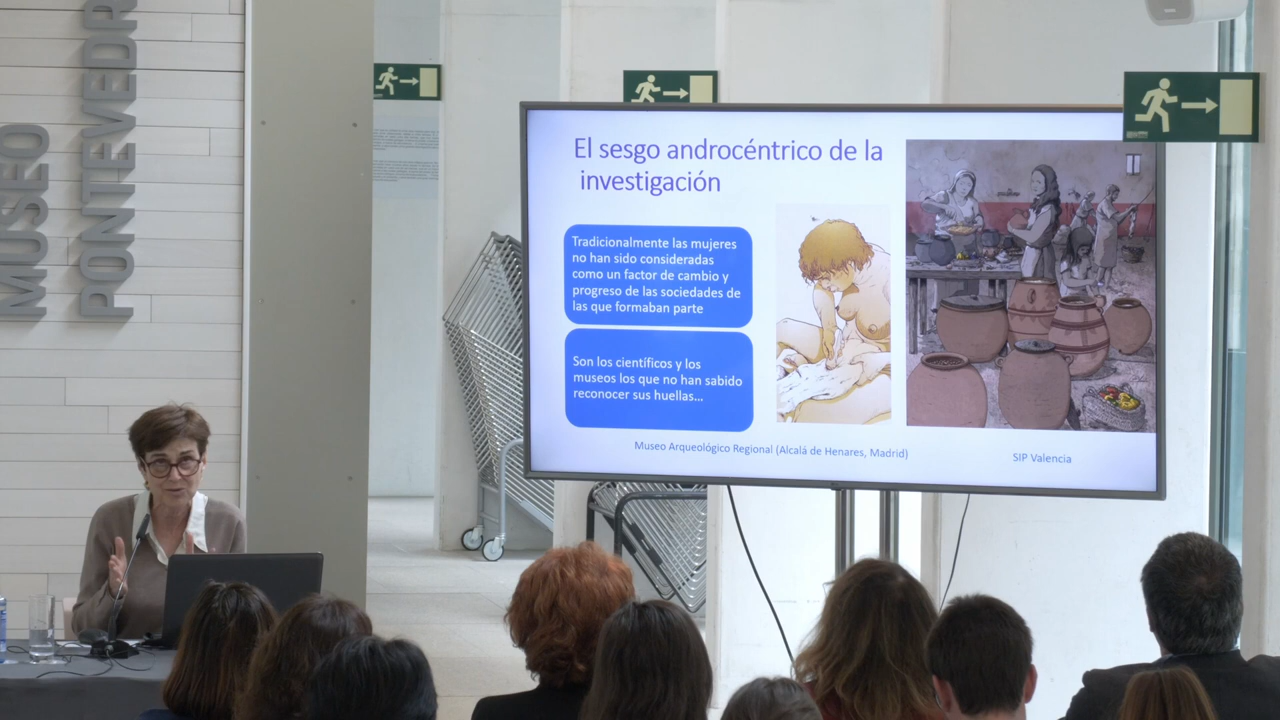 MUSEO
PONTEVEDR
El sesgo androcéntrico de la
investigación
Tradicionalmente las mujeres
no han sido consideradas
como un factor de cambio y
progreso de las sociedades de
las que formaban parte
Son los científicos y los
museos los que no han sabido
reconocer sus huellas...
Museo Arqueológico Regional (Alcalá de Henares, Madrid)
SIP Valencia